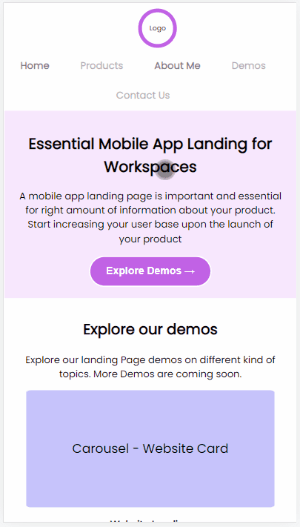 Logo
Home Products About Me Demos
Contact Us
Essential Mobile App Landing for
Workspaces
A mobile app landing page is important and essential
for right amount of information about your product.
Start increasing your user base upon the launch of
your product
Explore Demos →
Explore our demos
Explore our landing Page demos on different kind of
topics. More Demos are coming soon.
Carousel - Website Card